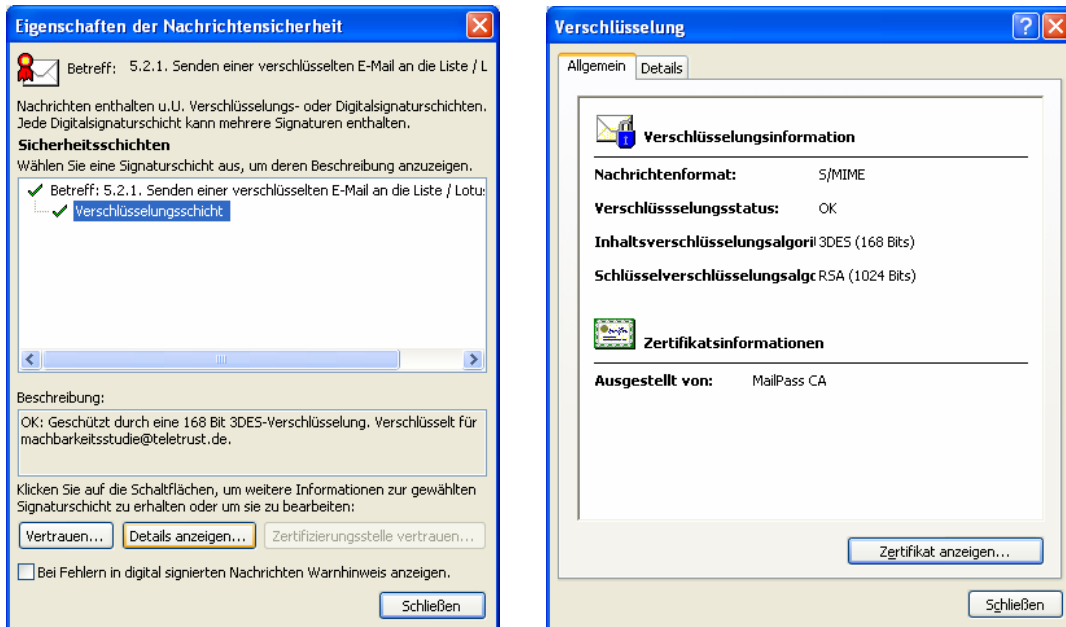 Eigenschaften der Nachrichtensicherheit
Betreff: 5.2.1. Senden einer verschlüsselten E-Mail an die Liste / L
Nachrichten enthalten u.U. Verschlüsselungs- oder Digitalsignaturschichten.
Jede Digitalsignaturschicht kann mehrere Signaturen enthalten.
Sicherheitsschichten
Wählen Sie eine Signaturschicht aus, um deren Beschreibung anzuzeigen.
Betreff: 5.2.1. Senden einer verschlüsselten E-Mail an die Liste / Lotus
Verschlüsselungsschicht
Beschreibung:
OK: Geschützt durch eine 168 Bit 3DES-Verschlüsselung. Verschlüsselt für
machbarkeitsstudie@teletrust.de.
Klicken Sie auf die Schaltflächen, um weitere Informationen zur gewählten
Signaturschicht zu erhalten oder um sie zu bearbeiten:
Vertrauen... Details anzeigen... Zertifizierungsstelle vertrauen...
Bei Fehlern in digital signierten Nachrichten Warnhinweis anzeigen.
Schließen
Verschlüsselung
Allgemein Details
Verschlüsselungsinformation
Nachrichtenformat: S/MIME
Verschlüssselungsstatus: OK
Inhaltsverschlüsselungsalgori 3DES (168 Bits)
Schlüsselverschlüsselungsalgc RSA (1024 Bits)
Zertifikatsinformationen
Ausgestellt von: MailPass CA
Zertifikat anzeigen...
Schließen